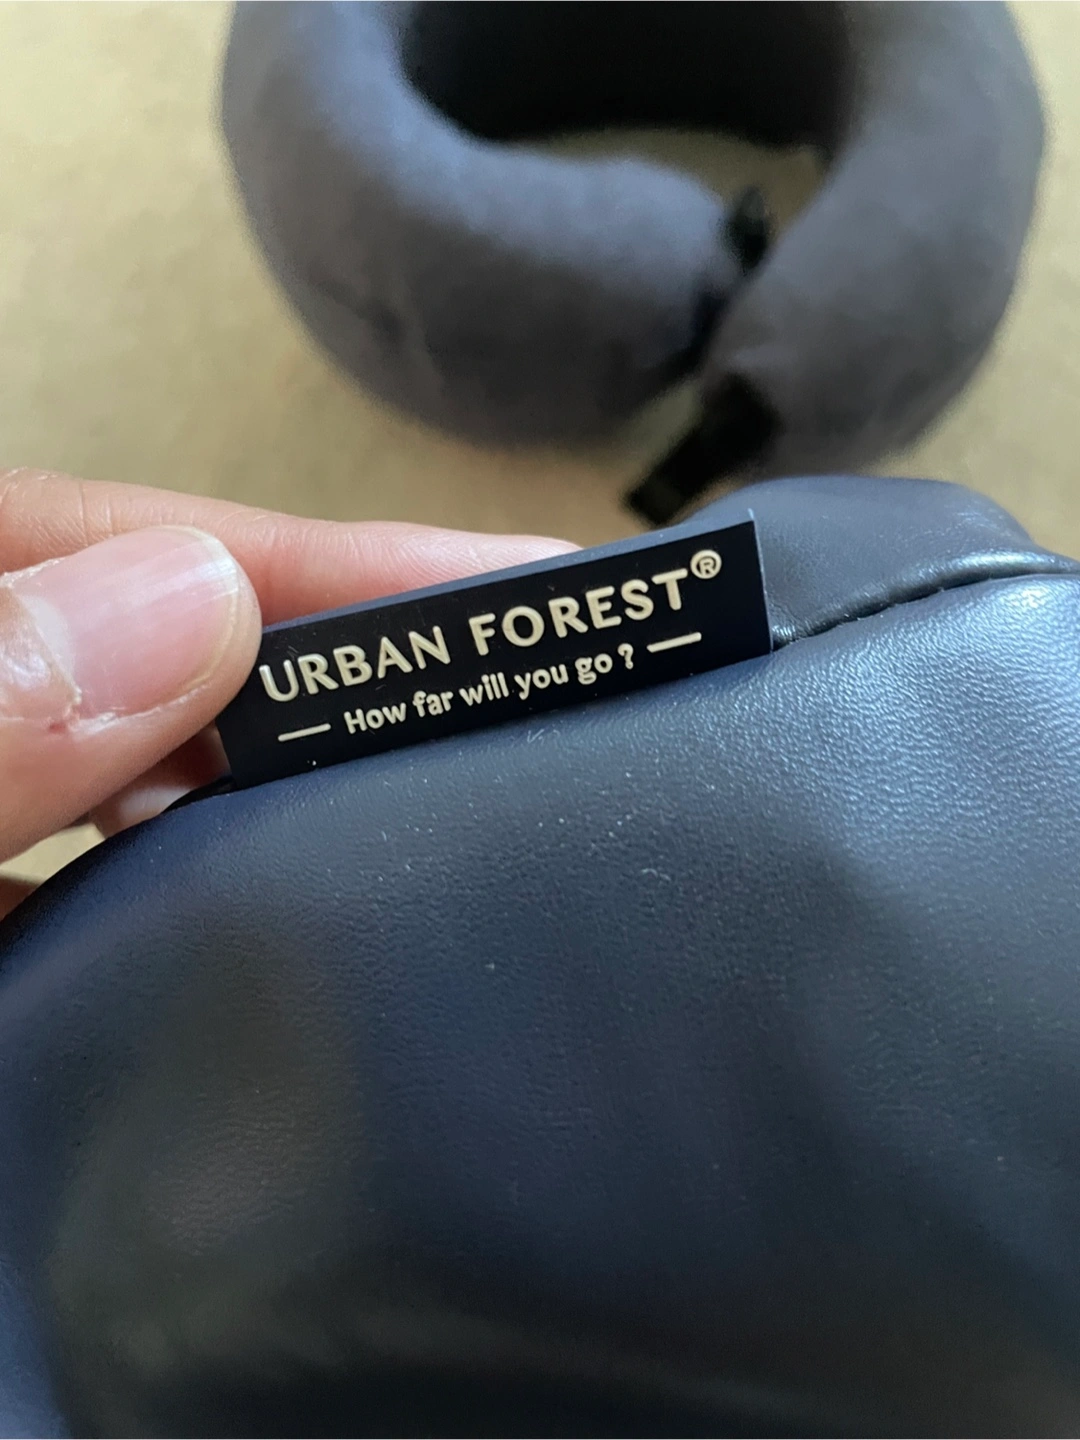 URBAN FOREST®
— How far will you go ? —